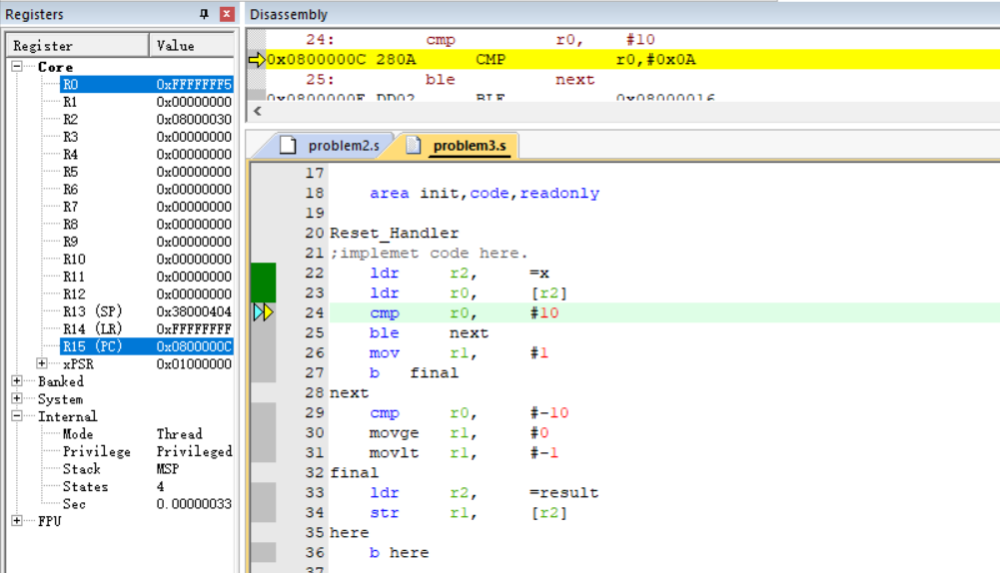 Registers
Register Value
Core
R0 0xFFFFFFF5
R1 0x00000000
R2 0x08000030
R3 0x00000000
R4 0x00000000
R5 0x00000000
R6 0x00000000
R7 0x00000000
R8 0x00000000
R9 0x00000000
R10 0x00000000
R11 0x00000000
R12 0x00000000
R13 (SP) 0x38000404
R14 (LR) 0xFFFFFFFF
R15 (PC) 0x0800000C
xPSR 0x01000000
Banked
System
Internal
Mode Thread
Privilege Privileged
Stack MSP
States 4
Sec 0.00000033
FPU
Disassembly
24: cmp r0, #10
0x0800000C 280A CMP r0,#0x0A
25: ble next
0x0800000E DD02 BLE 0x08000016
problem2.s problem3.s
17
18 area init,code,readonly
19
20 Reset_Handler
21 ;implemet code here.
22 ldr r2, =x
23 ldr r0, [r2]
24 cmp r0, #10
25 ble next
26 mov r1, #1
27 b final
28 next
29 cmp r0, #-10
30 movge r1, #0
31 movlt r1, #-1
32 final
33 ldr r2, =result
34 str r1, [r2]
35 here
36 b here
37